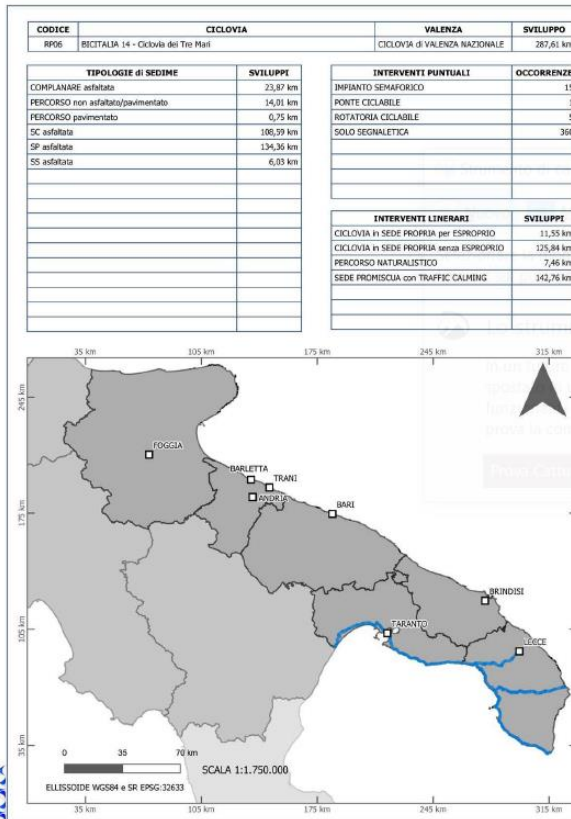 CODICE CICLOVIA VALENZA SVILUPPO
RP06 BICITALIA 14 - Ciclovia dei Tre Mari CICLOVIA di VALENZA NAZIONALE 287,61 km
TIPOLOGIE di SEDIME SVILUPPI
COMPLANARE asfaltata 23,87 km
PERCORSO non asfaltato/pavimentato 14,01 km
PERCORSO pavimentato 0,75 km
SC asfaltata 108,59 km
SP asfaltata 134,36 km
SS asfaltata 6,03 km
INTERVENTI PUNTUALI OCCORRENZE
IMPIANTO SEMAFORICO 15
PONTE CICLABILE 1
ROTATORIA CICLABILE 5
SOLO SEGNALETICA 360
INTERVENTI LINERARI SVILUPPI
CICLOVIA in SEDE PROPRIA per ESPROPRIO 11,55 km
CICLOVIA in SEDE PROPRIA senza ESPROPRIO 125,84 km
PERCORSO NATURALISTICO 7,46 km
SEDE PROMISCUA con TRAFFIC CALMING 142,76 km
35 km 105 km 175 km 245 km 315 km
245 km
175 km
105 km
35 km
FOGGIA
BARLETTA
TRANI
ANDRIA
BARI
BRINDISI
TARANTO
LECCE
0 35 70 km
SCALA 1:1.750.000
ELLISSOIDE WGS84 e SR EPSG:32633
35 km 105 km 175 km 245 km 315 km